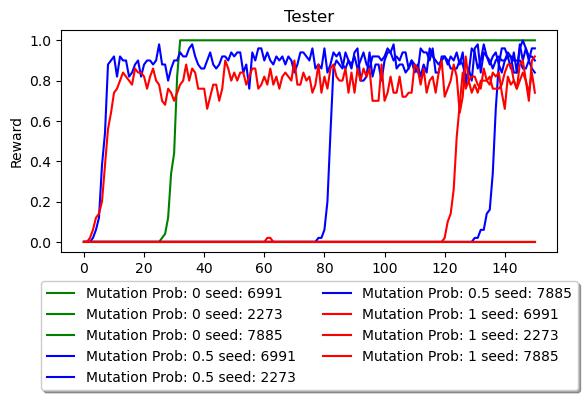 Tester
1.0
0.8
0.6
0.4
0.2
0.0
Reward
0 20 40 60 80 100 120 140
Mutation Prob: 0 seed: 6991
Mutation Prob: 0 seed: 2273
Mutation Prob: 0 seed: 7885
Mutation Prob: 0.5 seed: 6991
Mutation Prob: 0.5 seed: 2273
Mutation Prob: 0.5 seed: 7885
Mutation Prob: 1 seed: 6991
Mutation Prob: 1 seed: 2273
Mutation Prob: 1 seed: 7885